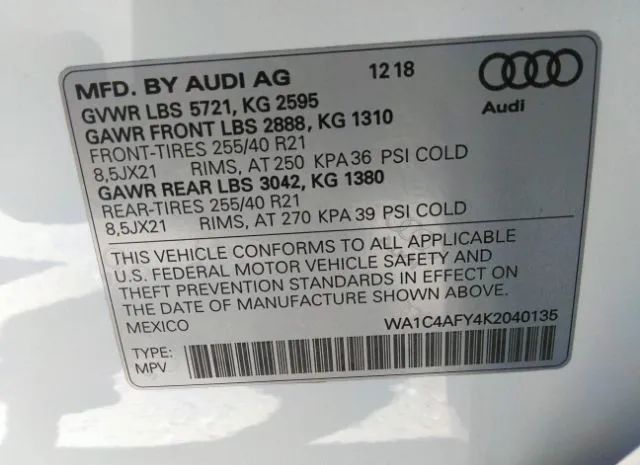 MFD. BY AUDI AG 12 18
GVWR LBS 5721, KG 2595
GAWR FRONT LBS 2888, KG 1310
FRONT-TIRES 255/40 R21
8,5JX21 RIMS, AT 250 KPA 36 PSI COLD
GAWR REAR LBS 3042, KG 1380
REAR-TIRES 255/40 R21
8,5JX21 RIMS, AT 270 KPA 39 PSI COLD
Audi
THIS VEHICLE CONFORMS TO ALL APPLICABLE
U.S. FEDERAL MOTOR VEHICLE SAFETY AND
THEFT PREVENTION STANDARDS IN EFFECT ON
THE DATE OF MANUFACTURE SHOWN ABOVE.
MEXICO WA1C4AFY4K2040135
TYPE:
MPV